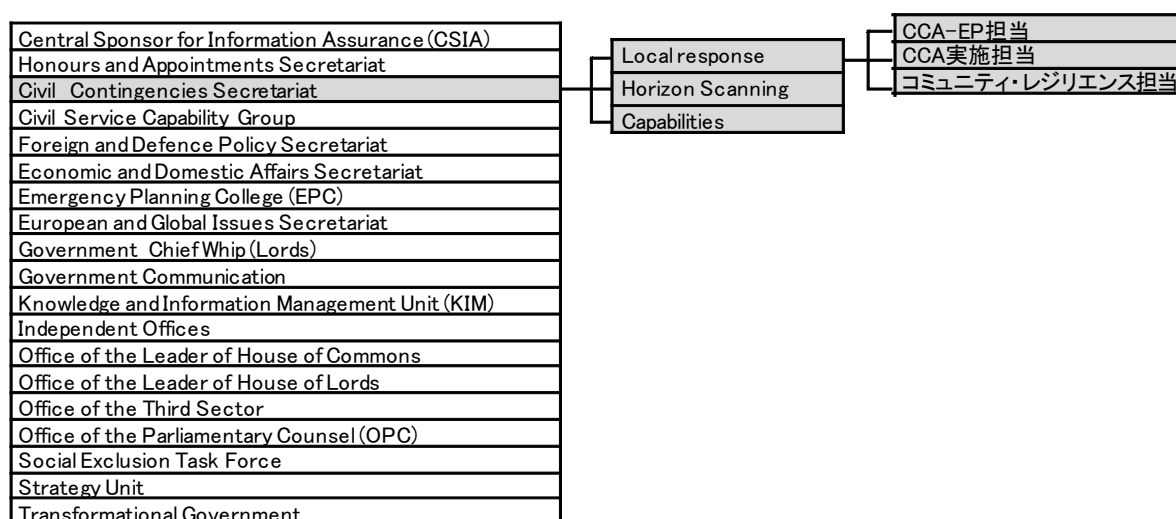 Central Sponsor for Information Assurance (CSIA)
Honours and Appointments Secretariat
Civil Contingencies Secretariat
Civil Service Capability Group
Foreign and Defence Policy Secretariat
Economic and Domestic Affairs Secretariat
Emergency Planning College (EPC)
European and Global Issues Secretariat
Government Chief Whip (Lords)
Government Communication
Knowledge and Information Management Unit (KIM)
Independent Offices
Office of the Leader of House of Commons
Office of the Leader of House of Lords
Office of the Third Sector
Office of the Parliamentary Counsel (OPC)
Social Exclusion Task Force
Strategy Unit
Transformational Government
Local response
Horizon Scanning
Capabilities
CCA-EP担当
CCA実施担当
コミュニティ・レジリエンス担当